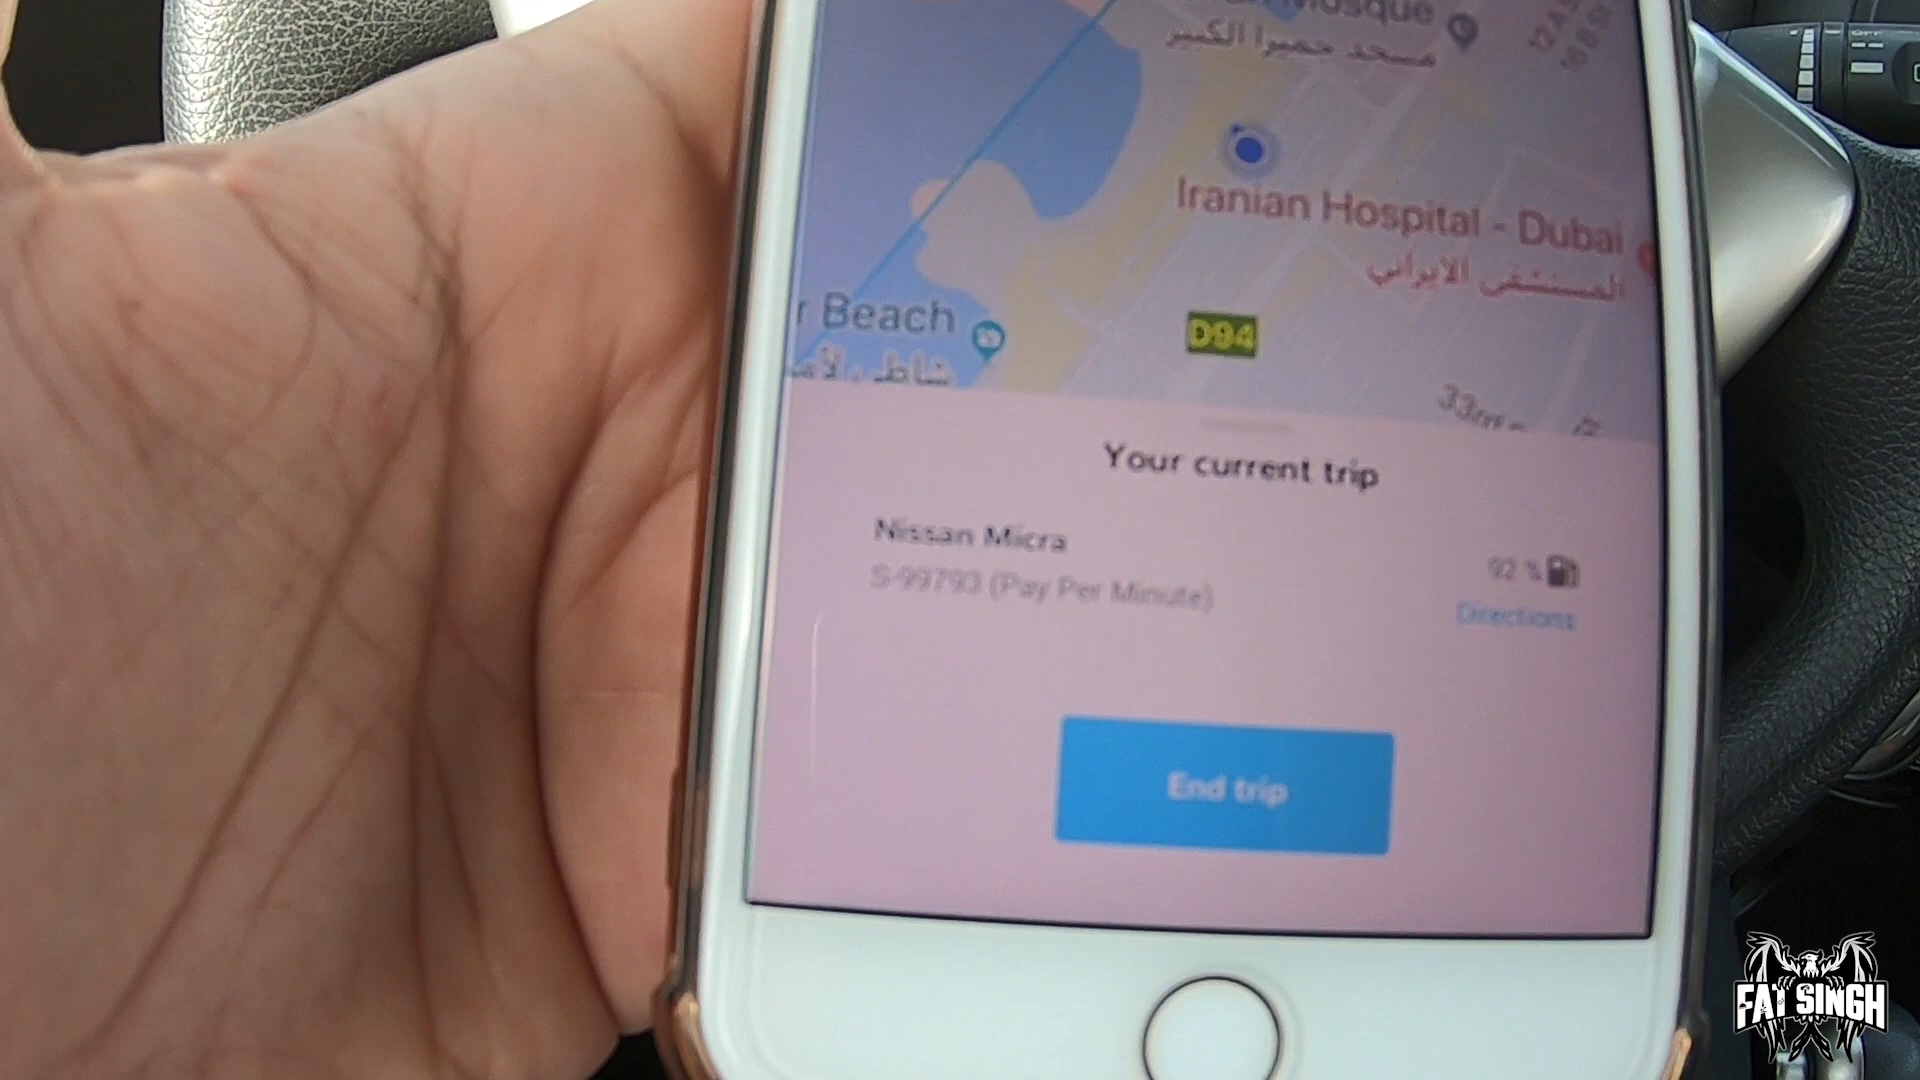 Mosque
مسجد جميرا الكبير
Iranian Hospital - Dubai
المستشفى الايراني
r Beach
D94
Your current trip
Nissan Micra
S-99793 (Pay Per Minute)
92 %
Directions
End trip
OFF
FAT SINGH